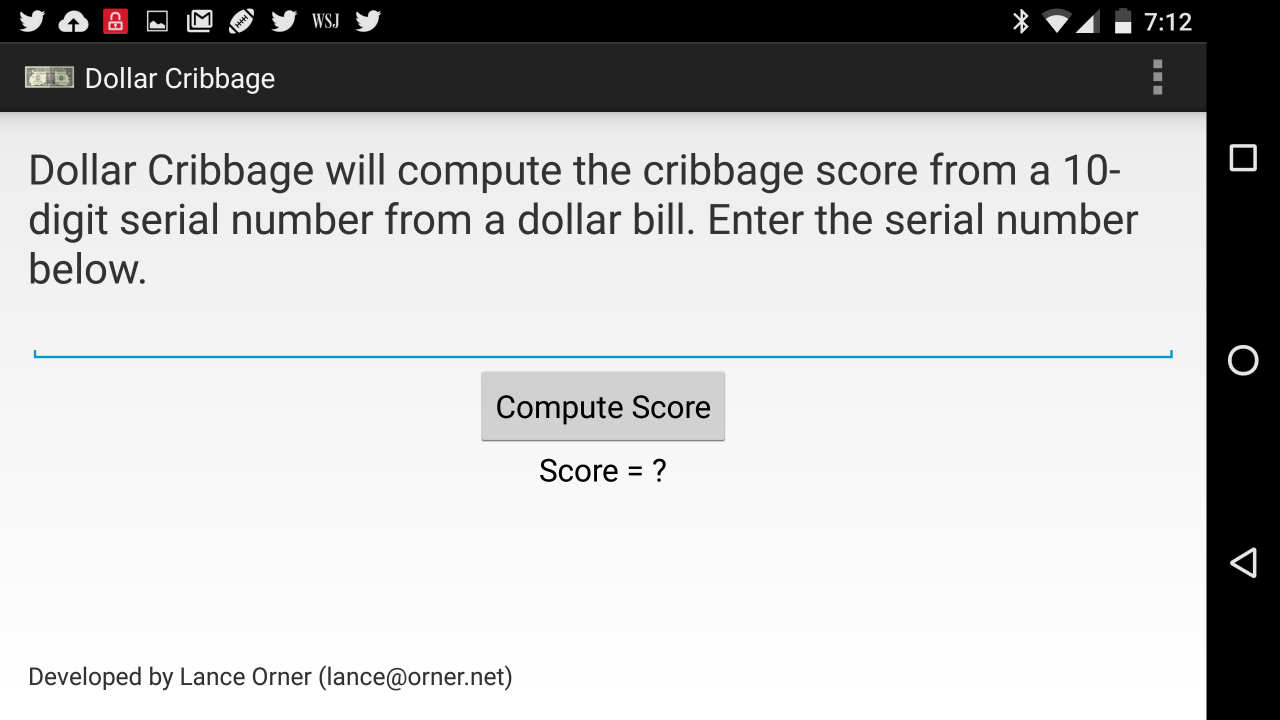 WSJ
7:12
Dollar Cribbage
Dollar Cribbage will compute the cribbage score from a 10-
digit serial number from a dollar bill. Enter the serial number
below.
Compute Score
Score = ?
Developed by Lance Orner (lance@orner.net)